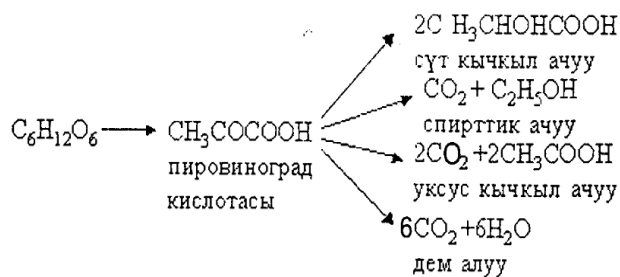 2C H₃CHOHCOOH
сүт кычкыл ачуу
CO₂ + C₂H₅OH
спирттик ачуу
C₆H₁₂O₆ → CH₃COCOOH
пировиноград
кислотасы
2CO₂ +2CH₃COOH
уксус кычкыл ачуу
6CO₂+6H₂O
дем алуу